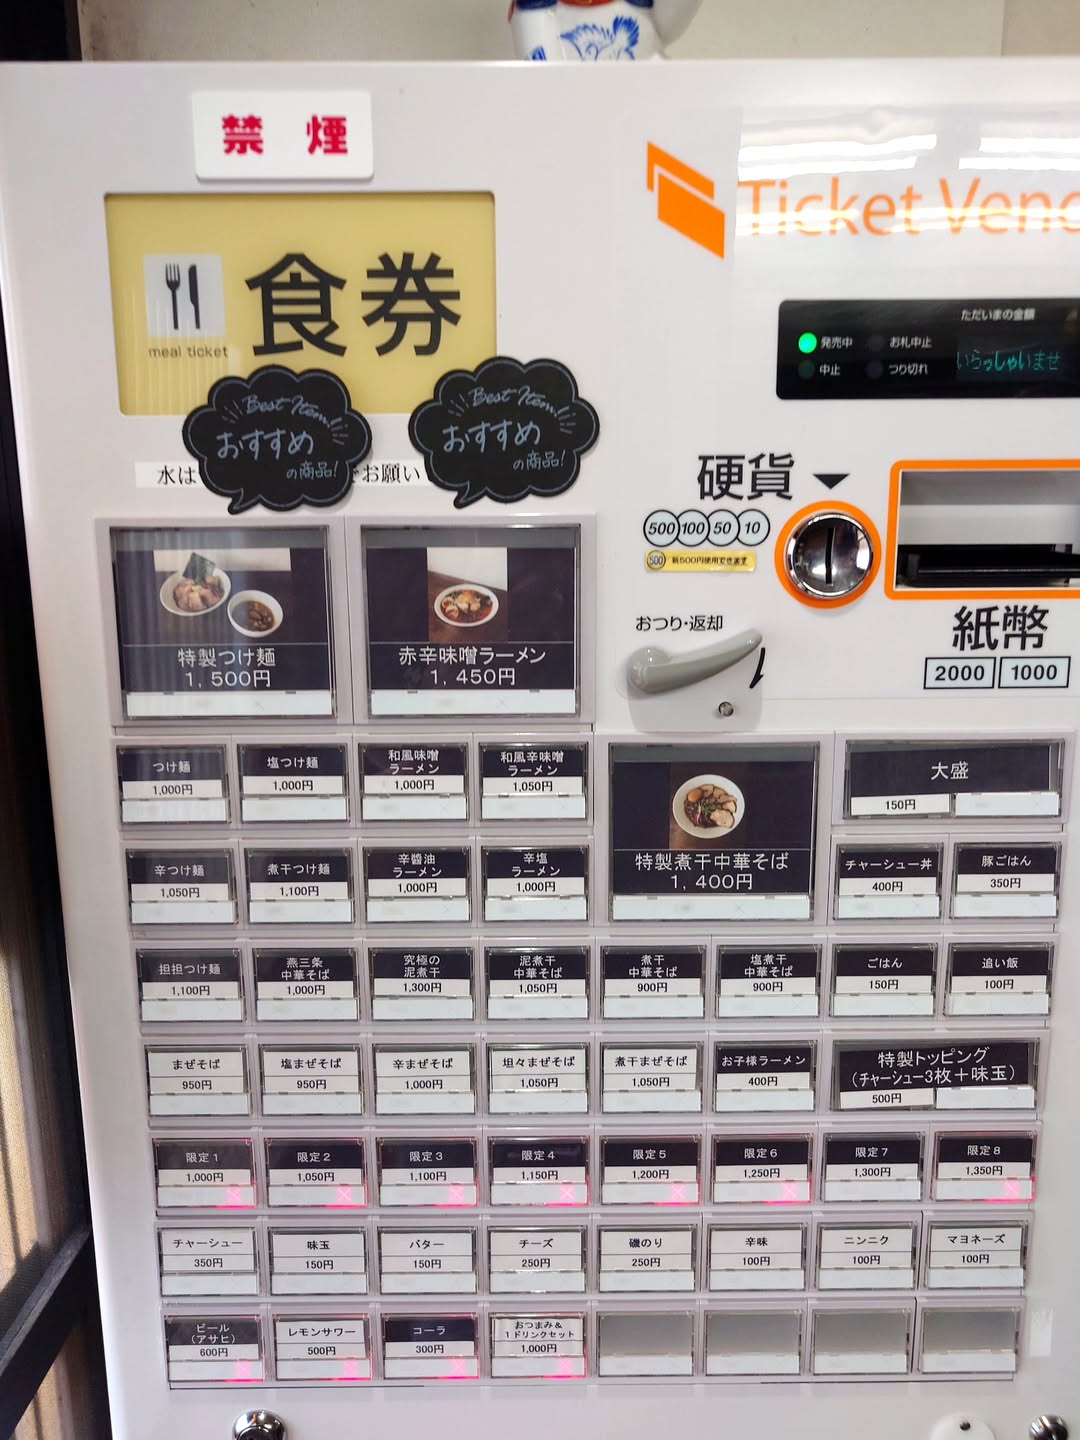 禁煙
Ticket Vend
食券
meal ticket
ただいまの金額
発売中 お札中止
中止 つり切れ
いらっしゃいませ
Best Item!
おすすめ
の商品!
Best Item!
おすすめ
の商品!
水は
をお願い
硬貨
500 100 50 10
500 新500円使用できます
おつり・返却
紙幣
2000 1000
特製つけ麺
1,500円
赤辛味噌ラーメン
1,450円
つけ麺
1,000円
塩つけ麺
1,000円
和風味噌
ラーメン
1,000円
和風辛味噌
ラーメン
1,050円
特製煮干中華そば
1,400円
大盛
150円
辛つけ麺
1,050円
煮干つけ麺
1,100円
辛醬油
ラーメン
1,000円
辛塩
ラーメン
1,000円
チャーシュー丼
400円
豚ごはん
350円
担担つけ麺
1,100円
燕三条
中華そば
1,000円
究極の
泥煮干
1,300円
泥煮干
中華そば
1,050円
煮干
中華そば
900円
塩煮干
中華そば
900円
ごはん
150円
追い飯
100円
まぜそば
950円
塩まぜそば
950円
辛まぜそば
1,000円
坦々まぜそば
1,050円
煮干まぜそば
1,050円
お子様ラーメン
400円
特製トッピング
(チャーシュー3枚+味玉)
500円
限定1
1,000円
限定2
1,050円
限定3
1,100円
限定4
1,150円
限定5
1,200円
限定6
1,250円
限定7
1,300円
限定8
1,350円
チャーシュー
350円
味玉
150円
バター
150円
チーズ
250円
磯のり
250円
辛味
100円
ニンニク
100円
マヨネーズ
100円
ビール
(アサヒ)
600円
レモンサワー
500円
コーラ
300円
おつまみ&
1ドリンクセット
1,000円